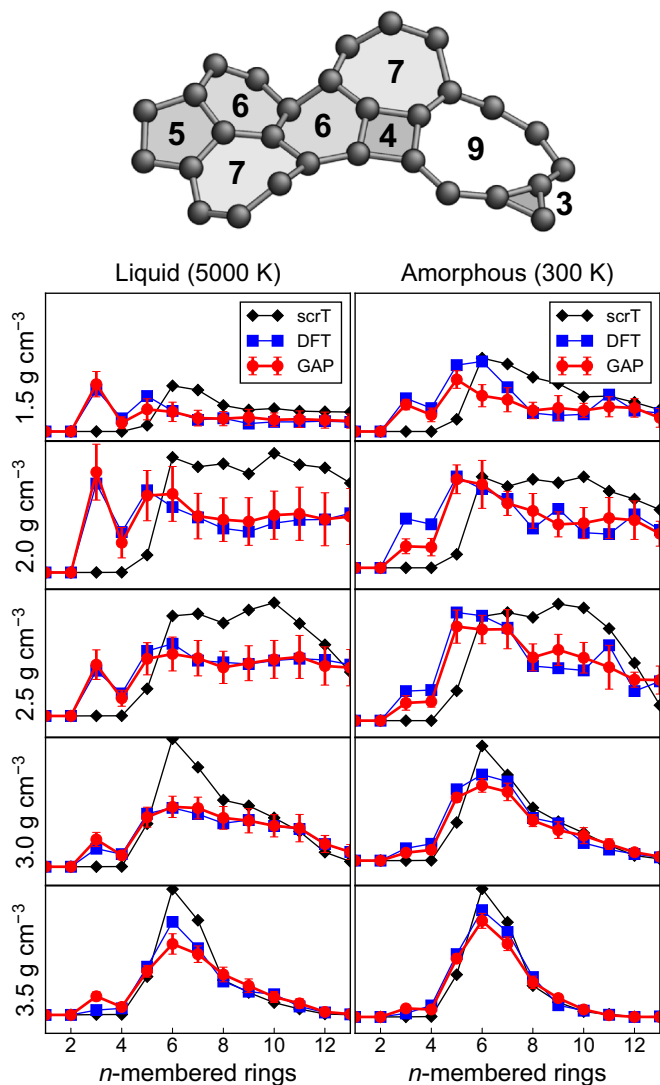 7
6
6
5
4
9
7
3
Liquid (5000 K)
Amorphous (300 K)
scrT
DFT
GAP
scrT
DFT
GAP
1.5 g cm⁻³
2.0 g cm⁻³
2.5 g cm⁻³
3.0 g cm⁻³
3.5 g cm⁻³
2 4 6 8 10 12
2 4 6 8 10 12
n-membered rings
n-membered rings